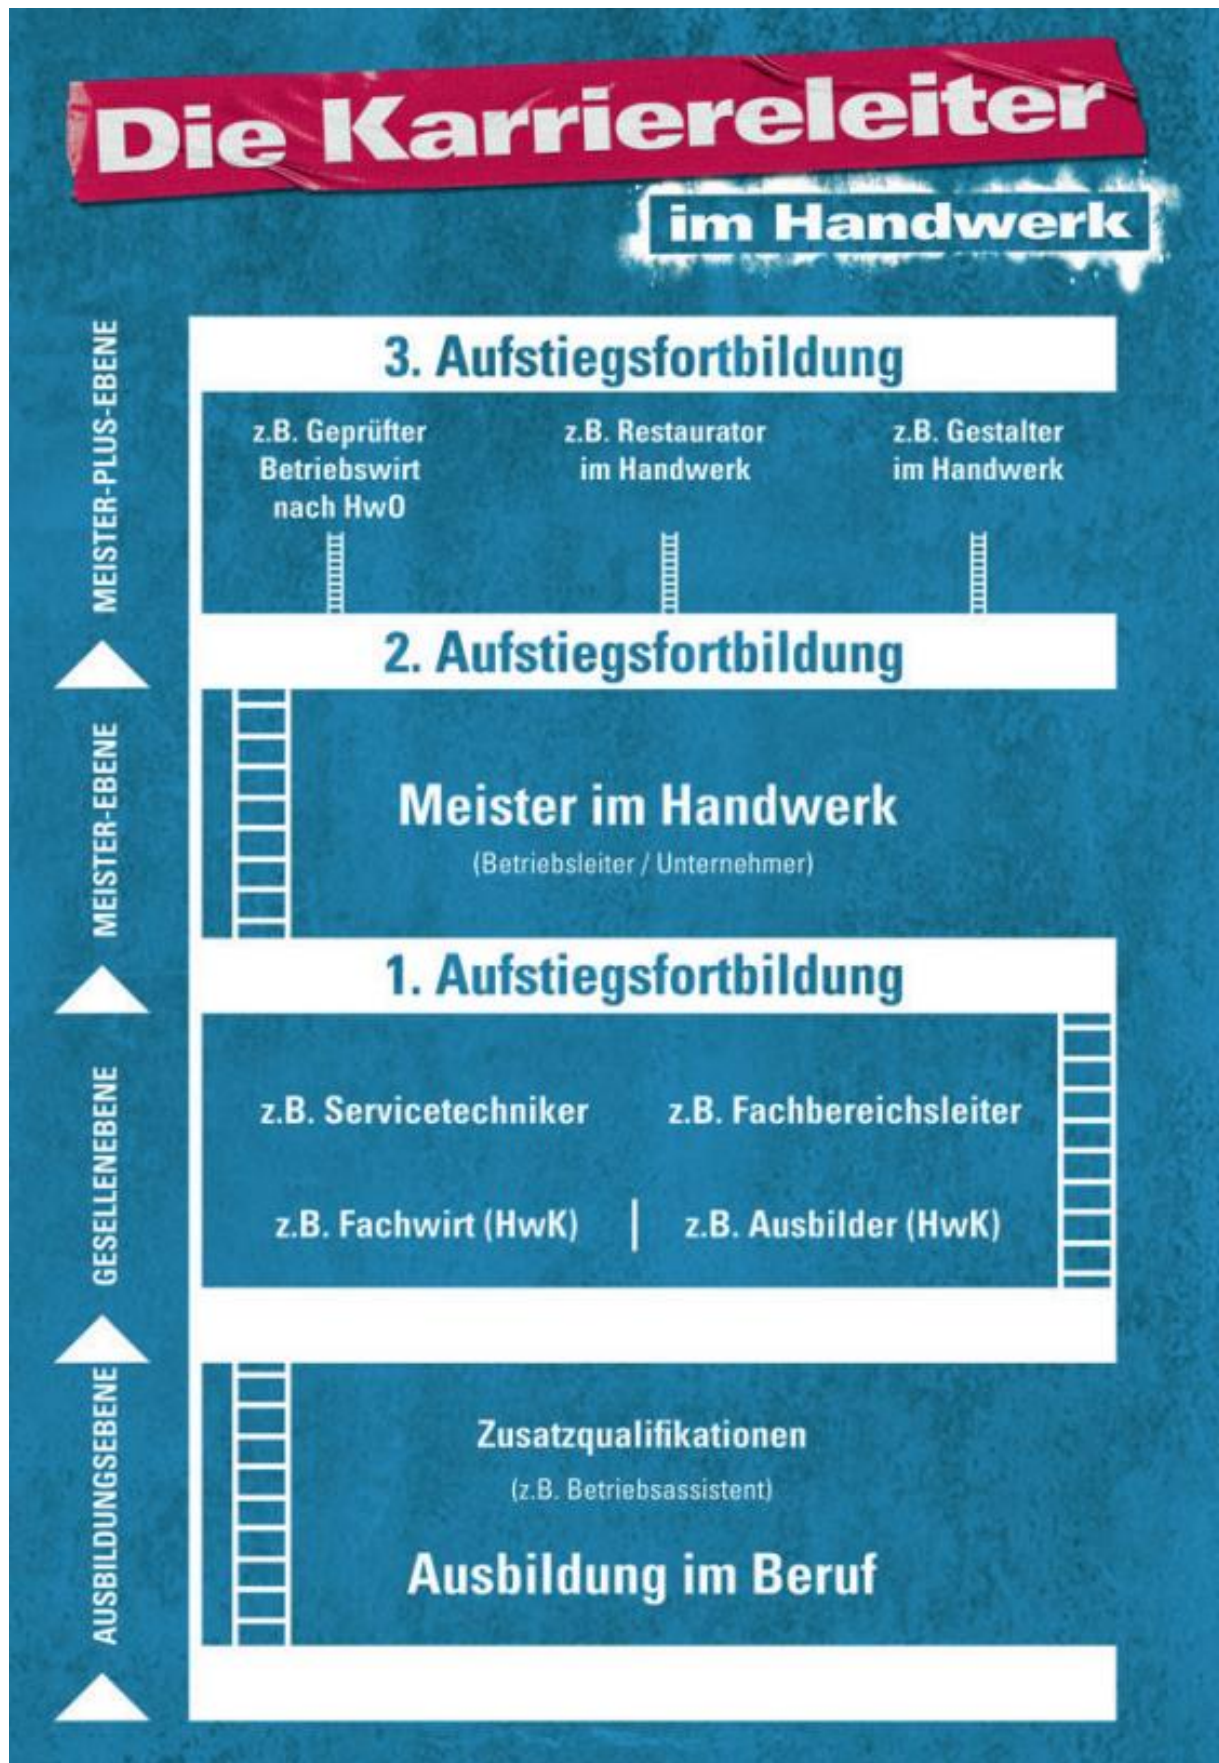 Die Karriereleiter
im Handwerk
MEISTER-PLUS-EBENE
3. Aufstiegsfortbildung
z.B. Geprüfter
Betriebswirt
nach HwO
z.B. Restaurator
im Handwerk
z.B. Gestalter
im Handwerk
2. Aufstiegsfortbildung
MEISTER-EBENE
Meister im Handwerk
(Betriebsleiter / Unternehmer)
1. Aufstiegsfortbildung
GESELLENEBENE
z.B. Servicetechniker
z.B. Fachbereichsleiter
z.B. Fachwirt (HwK) | z.B. Ausbilder (HwK)
AUSBILDUNGSEBENE
Zusatzqualifikationen
(z.B. Betriebsassistent)
Ausbildung im Beruf